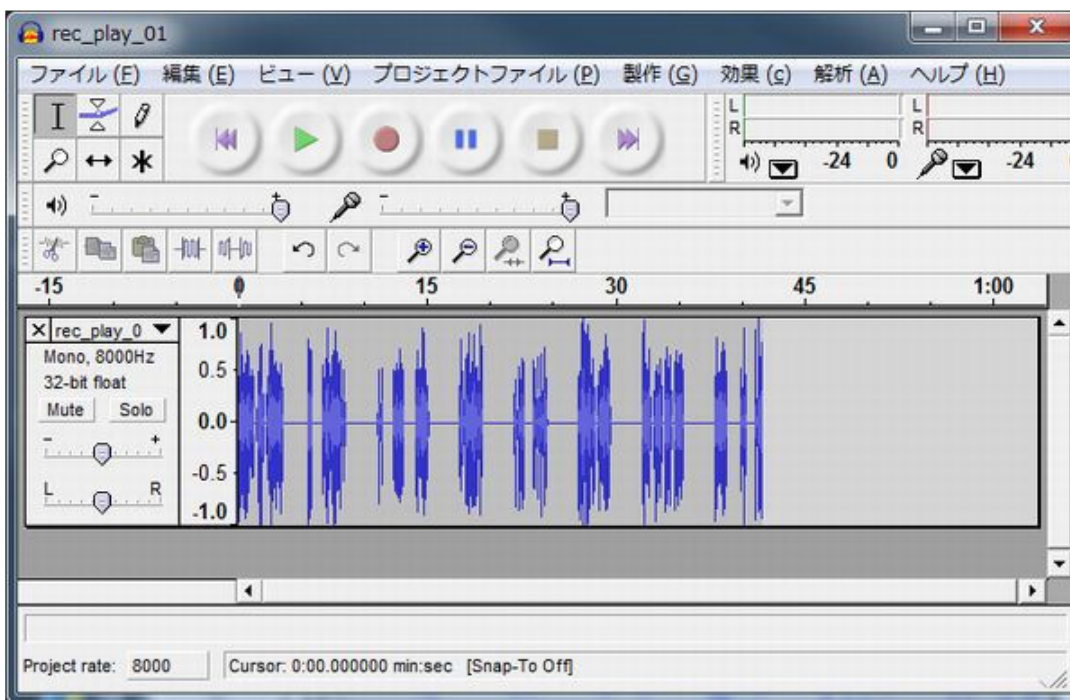 rec_play_01
ファイル (F) 編集 (E) ビュー (V) プロジェクトファイル (P) 製作 (G) 効果 (c) 解析 (A) ヘルプ (H)
L
R
-24 0
L
R
-24
- +
- +
-15 0 15 30 45 1:00
rec_play_0
Mono, 8000Hz
32-bit float
Mute Solo
- +
L R
1.0
0.5
0.0
-0.5
-1.0
Project rate: 8000 Cursor: 0:00.000000 min:sec [Snap-To Off]